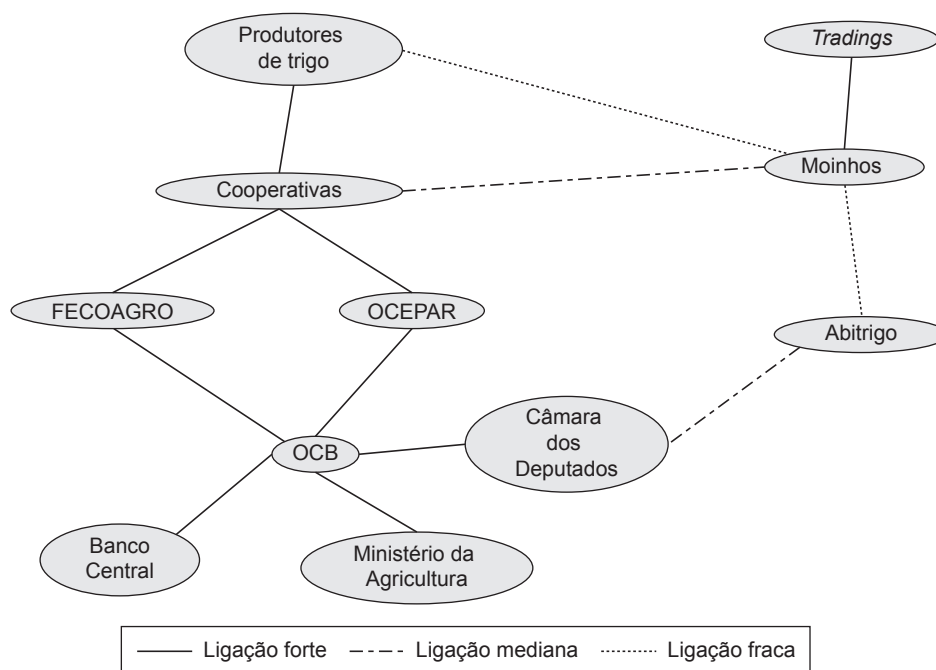 Produtores
de trigo
Tradings
Moinhos
Cooperativas
FECOAGRO
OCEPAR
Abitrigo
Câmara
dos
Deputados
OCB
Banco
Central
Ministério da
Agricultura
Ligação forte
Ligação mediana
Ligação fraca